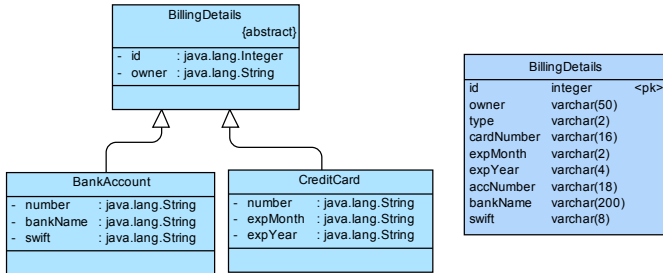 BillingDetails
{abstract}
- id : java.lang.Integer
- owner : java.lang.String
BankAccount
- number : java.lang.String
- bankName : java.lang.String
- swift : java.lang.String
CreditCard
- number : java.lang.String
- expMonth : java.lang.String
- expYear : java.lang.String
BillingDetails
id integer <pk>
owner varchar(50)
type varchar(2)
cardNumber varchar(16)
expMonth varchar(2)
expYear varchar(4)
accNumber varchar(18)
bankName varchar(200)
swift varchar(8)